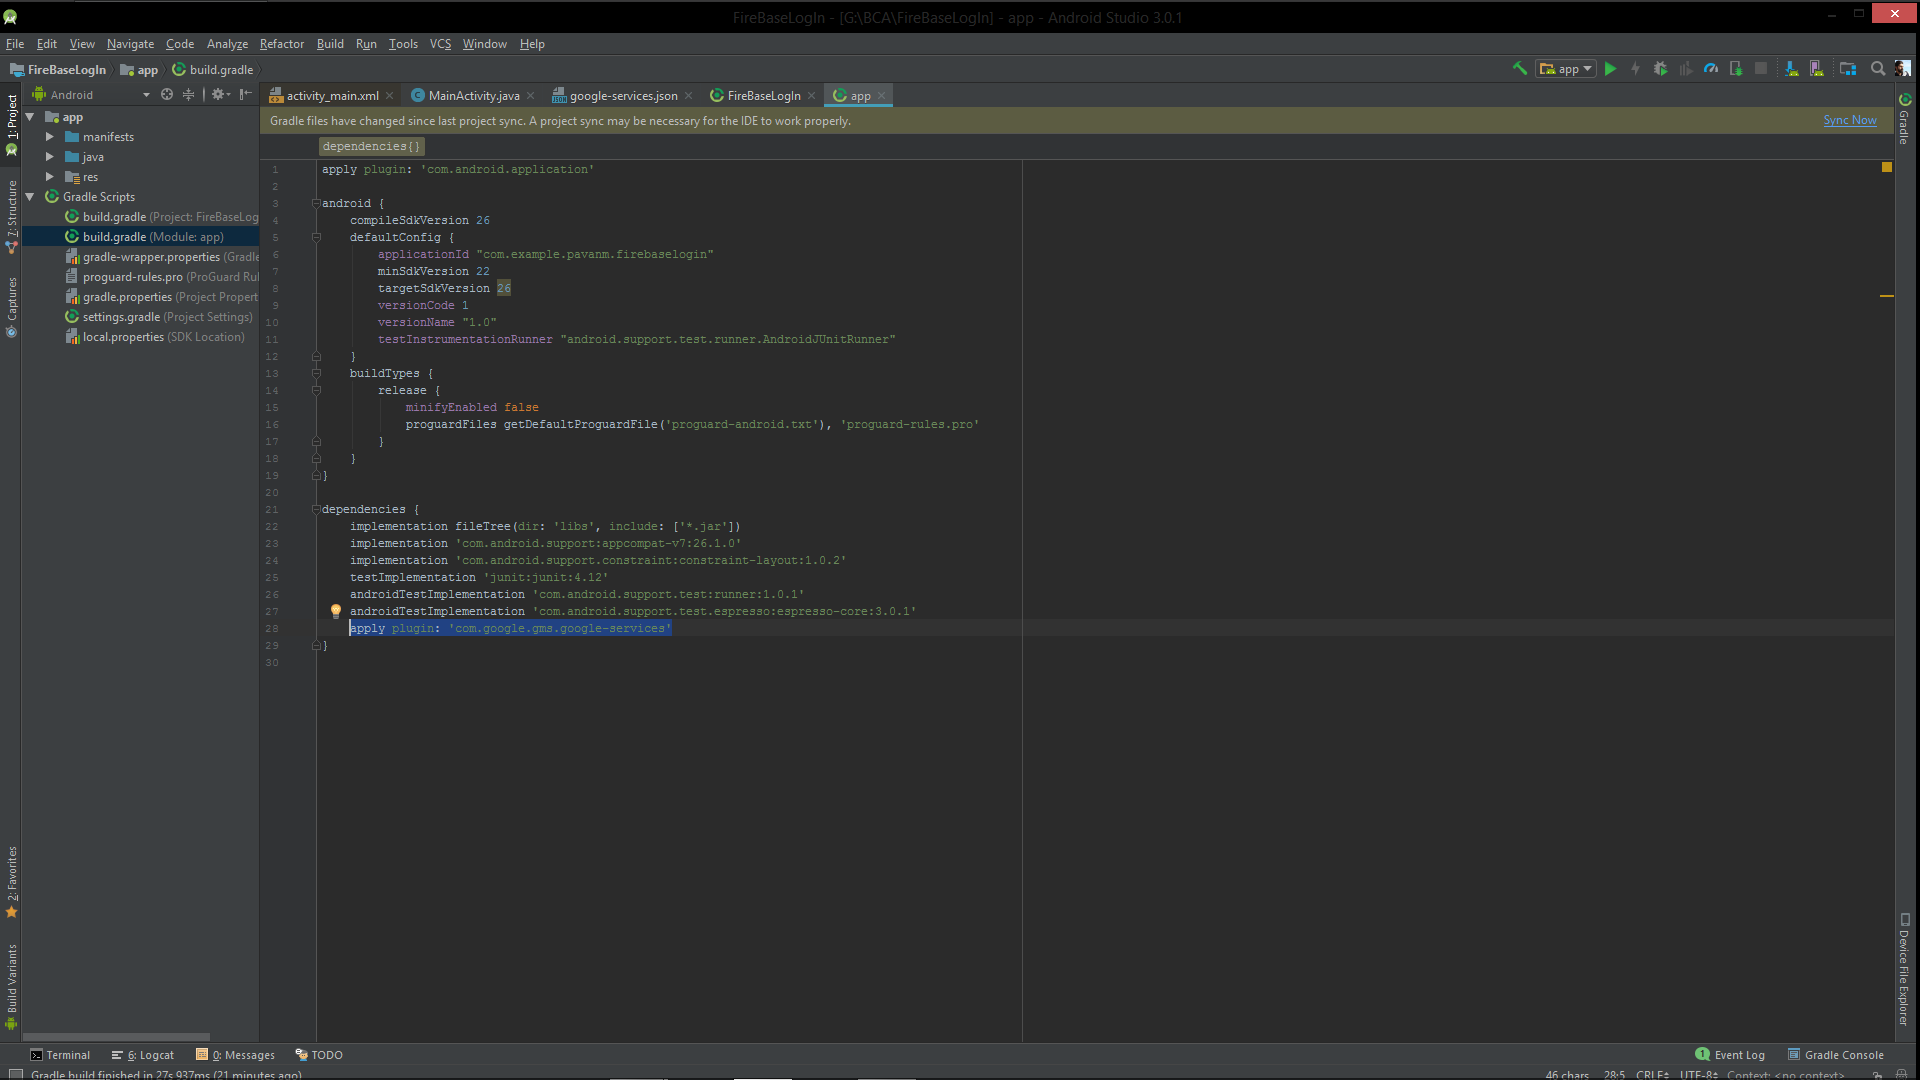 FireBaseLogIn - [G:\BCA\FireBaseLogIn] - app - Android Studio 3.0.1
File Edit View Navigate Code Analyze Refactor Build Run Tools VCS Window Help
FireBaseLogIn app build.gradle app
Android
activity_main.xml MainActivity.java google-services.json FireBaseLogIn app
Gradle files have changed since last project sync. A project sync may be necessary for the IDE to work properly. Sync Now
dependencies{}
1: Project
7: Structure
Captures
2: Favorites
Build Variants
app
manifests
java
res
Gradle Scripts
build.gradle (Project: FireBaseLog
build.gradle (Module: app)
gradle-wrapper.properties (Gradle
proguard-rules.pro (ProGuard Rul
gradle.properties (Project Propert
settings.gradle (Project Settings)
local.properties (SDK Location)
1 apply plugin: 'com.android.application'
2
3 android {
4 compileSdkVersion 26
5 defaultConfig {
6 applicationId "com.example.pavanm.firebaselogin"
7 minSdkVersion 22
8 targetSdkVersion 26
9 versionCode 1
10 versionName "1.0"
11 testInstrumentationRunner "android.support.test.runner.AndroidJUnitRunner"
12 }
13 buildTypes {
14 release {
15 minifyEnabled false
16 proguardFiles getDefaultProguardFile('proguard-android.txt'), 'proguard-rules.pro'
17 }
18 }
19 }
20
21 dependencies {
22 implementation fileTree(dir: 'libs', include: ['*.jar'])
23 implementation 'com.android.support:appcompat-v7:26.1.0'
24 implementation 'com.android.support.constraint:constraint-layout:1.0.2'
25 testImplementation 'junit:junit:4.12'
26 androidTestImplementation 'com.android.support.test:runner:1.0.1'
27 androidTestImplementation 'com.android.support.test.espresso:espresso-core:3.0.1'
28 apply plugin: 'com.google.gms.google-services'
29 }
30
Gradle
Device File Explorer
Terminal 6: Logcat 0: Messages TODO 1 Event Log Gradle Console
Gradle build finished in 27s 937ms (21 minutes ago) 46 chars 28:5 CRLF UTF-8 Context: <no context>